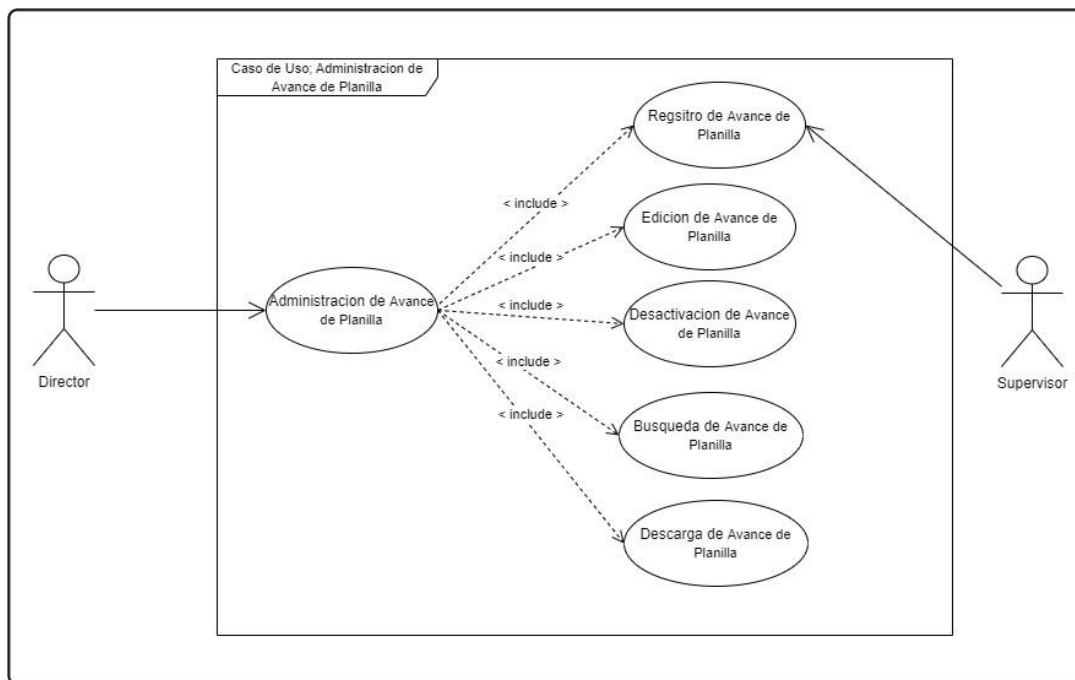 Caso de Uso; Administracion de
Avance de Planilla
Regsitro de Avance de
Planilla
< include >
Edicion de Avance de
Planilla
< include >
Administracion de Avance
de Planilla
< include >
Desactivacion de Avance
de Planilla
Director
Supervisor
< include >
Busqueda de Avance de
Planilla
< include >
Descarga de Avance de
Planilla